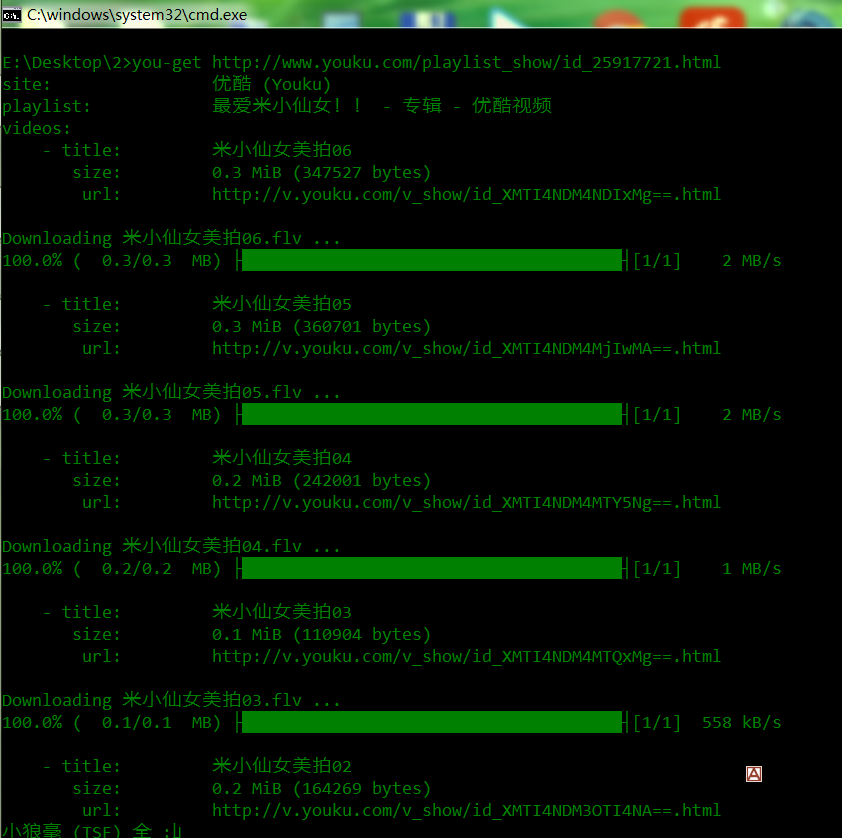 C:\windows\system32\cmd.exe
E:\Desktop\2>you-get http://www.youku.com/playlist_show/id_25917721.html
site: 优酷 (Youku)
playlist: 最爱米小仙女！！ - 专辑 - 优酷视频
videos:
- title: 米小仙女美拍06
size: 0.3 MiB (347527 bytes)
url: http://v.youku.com/v_show/id_XMTI4NDM4NDIxMg==.html
Downloading 米小仙女美拍06.flv ...
100.0% ( 0.3/0.3 MB) ├██████████████████████████████████████┤[1/1] 2 MB/s
- title: 米小仙女美拍05
size: 0.3 MiB (360701 bytes)
url: http://v.youku.com/v_show/id_XMTI4NDM4MjIwMA==.html
Downloading 米小仙女美拍05.flv ...
100.0% ( 0.3/0.3 MB) ├██████████████████████████████████████┤[1/1] 2 MB/s
- title: 米小仙女美拍04
size: 0.2 MiB (242001 bytes)
url: http://v.youku.com/v_show/id_XMTI4NDM4MTY5Ng==.html
Downloading 米小仙女美拍04.flv ...
100.0% ( 0.2/0.2 MB) ├██████████████████████████████████████┤[1/1] 1 MB/s
- title: 米小仙女美拍03
size: 0.1 MiB (110904 bytes)
url: http://v.youku.com/v_show/id_XMTI4NDM4MTQxMg==.html
Downloading 米小仙女美拍03.flv ...
100.0% ( 0.1/0.1 MB) ├██████████████████████████████████████┤[1/1] 558 kB/s
- title: 米小仙女美拍02
size: 0.2 MiB (164269 bytes)
url: http://v.youku.com/v_show/id_XMTI4NDM3OTI4NA==.html
小狼毫 (TSF) 全 :